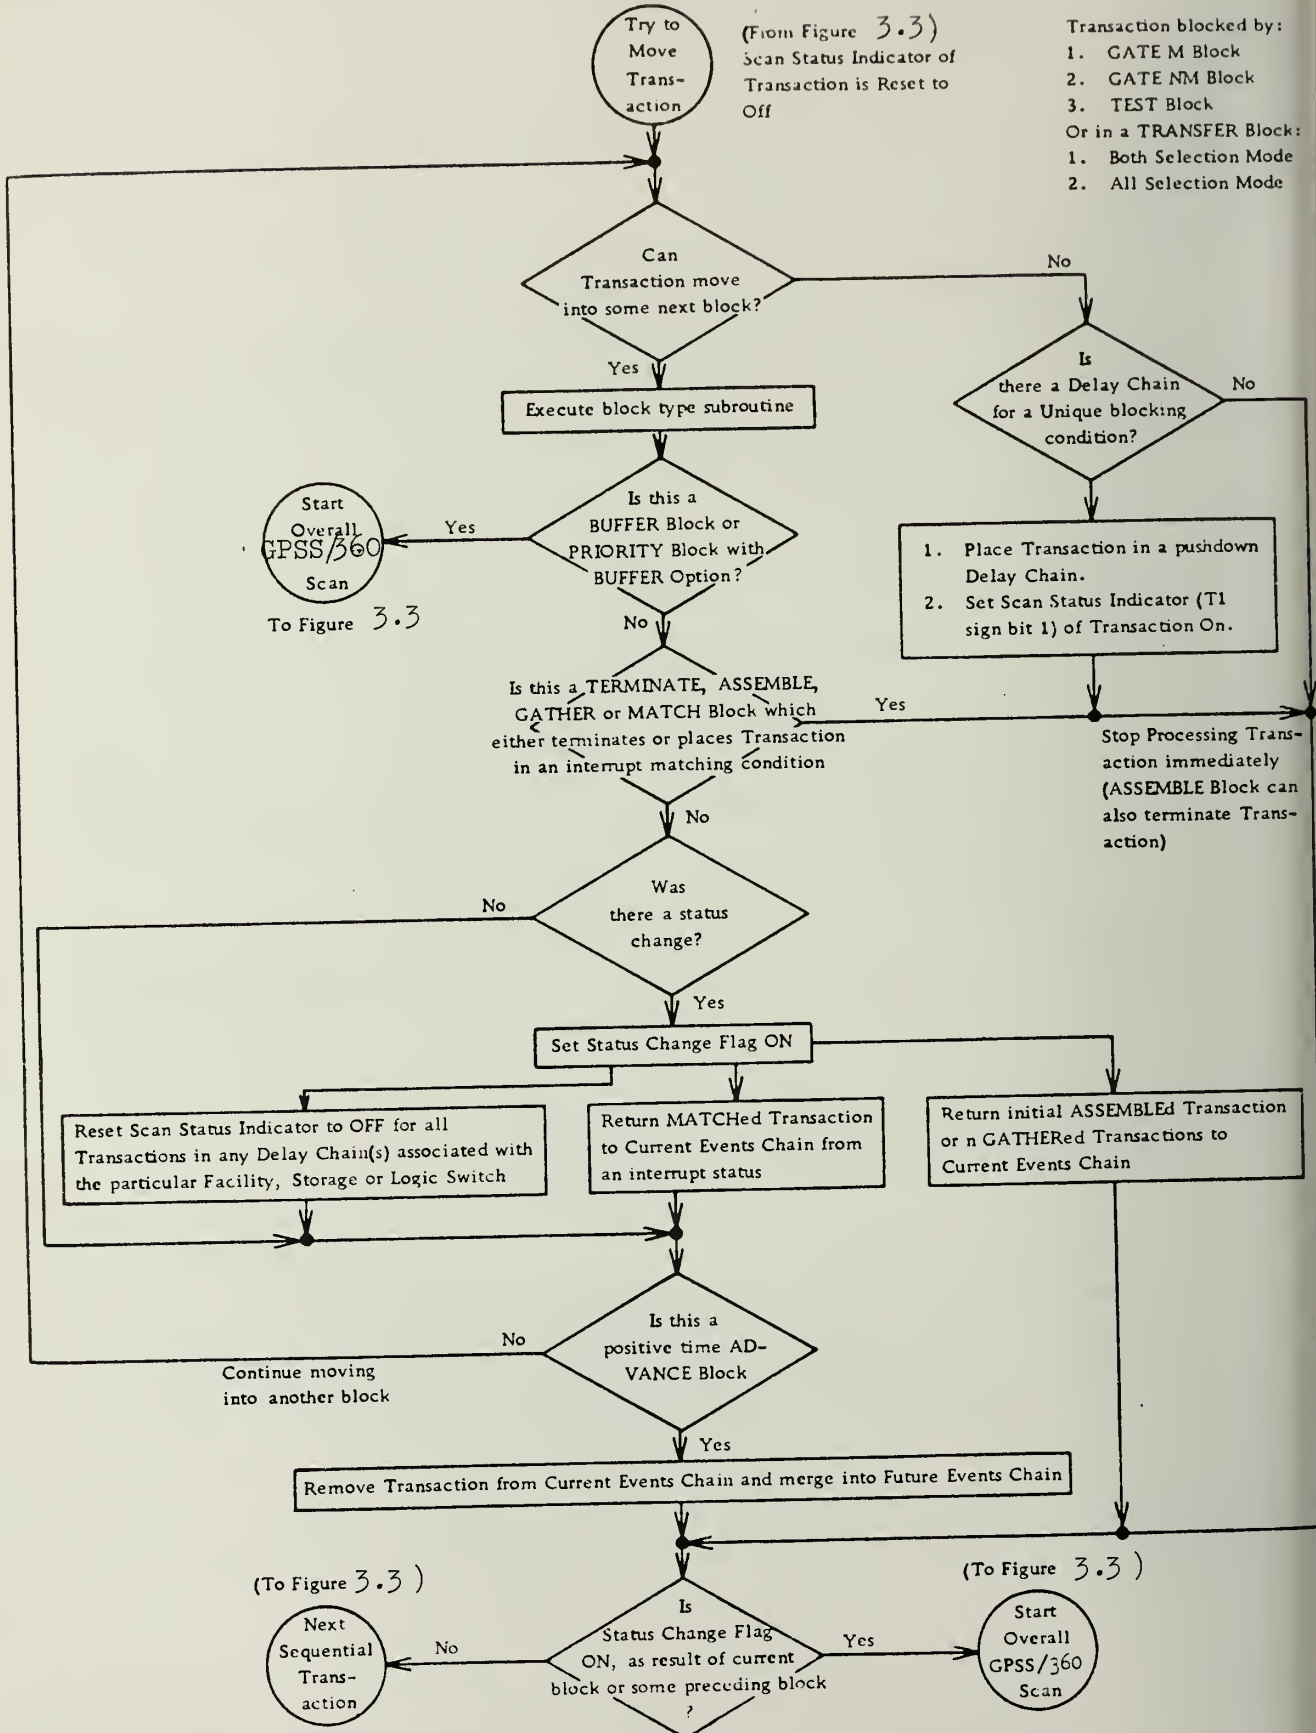 Try to
Move
Trans-
action
(From Figure 3.3)
Scan Status Indicator of
Transaction is Reset to
Off
Transaction blocked by:
1. GATE M Block
2. GATE NM Block
3. TEST Block
Or in a TRANSFER Block:
1. Both Selection Mode
2. All Selection Mode
Can
Transaction move
into some next block?
No
Yes
Is
there a Delay Chain
for a Unique blocking
condition?
No
Execute block type subroutine
Is this a
BUFFER Block or
PRIORITY Block with
BUFFER Option?
Yes
Start
Overall
GPSS/360
Scan
To Figure 3.3
No
1. Place Transaction in a pushdown
Delay Chain.
2. Set Scan Status Indicator (T1
sign bit 1) of Transaction On.
Is this a TERMINATE, ASSEMBLE,
GATHER or MATCH Block which
either terminates or places Transaction
in an interrupt matching condition
Yes
Stop Processing Trans-
action immediately
(ASSEMBLE Block can
also terminate Trans-
action)
No
Was
there a status
change?
No
Yes
Set Status Change Flag ON
Reset Scan Status Indicator to OFF for all
Transactions in any Delay Chain(s) associated with
the particular Facility, Storage or Logic Switch
Return MATCHed Transaction
to Current Events Chain from
an interrupt status
Return initial ASSEMBLEd Transaction
or n GATHERed Transactions to
Current Events Chain
Is this a
positive time AD-
VANCE Block
No
Continue moving
into another block
Yes
Remove Transaction from Current Events Chain and merge into Future Events Chain
(To Figure 3.3)
Next
Sequential
Trans-
action
No
Is
Status Change Flag
ON, as result of current
block or some preceding block
?
Yes
(To Figure 3.3)
Start
Overall
GPSS/360
Scan